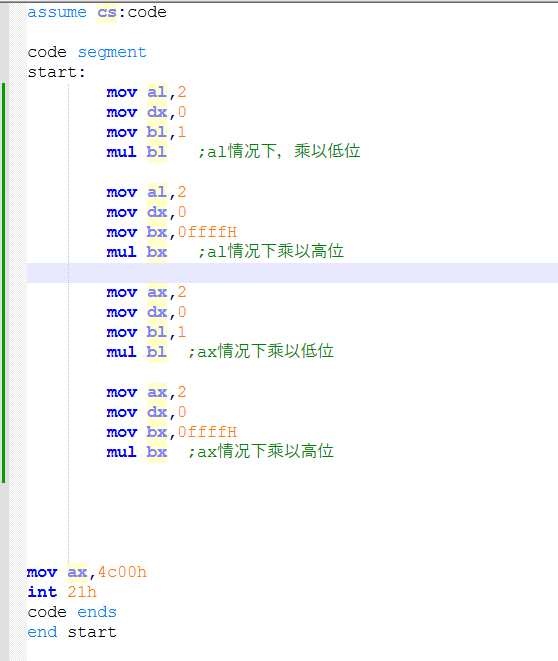 assume cs:code
code segment
start:
mov al,2
mov dx,0
mov bl,1
mul bl ;al情况下, 乘以低位
mov al,2
mov dx,0
mov bx,0ffffH
mul bx ;al情况下乘以高位
mov ax,2
mov dx,0
mov bl,1
mul bl ;ax情况下乘以低位
mov ax,2
mov dx,0
mov bx,0ffffH
mul bx ;ax情况下乘以高位
mov ax,4c00h
int 21h
code ends
end start